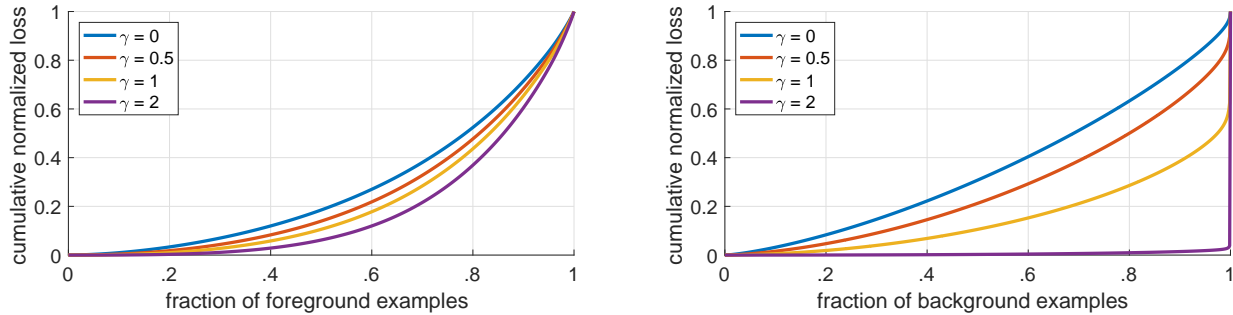 cumulative normalized loss
1
0.8
0.6
0.4
0.2
0
γ = 0
γ = 0.5
γ = 1
γ = 2
0 .2 .4 .6 .8 1
fraction of foreground examples
cumulative normalized loss
1
0.8
0.6
0.4
0.2
0
γ = 0
γ = 0.5
γ = 1
γ = 2
0 .2 .4 .6 .8 1
fraction of background examples